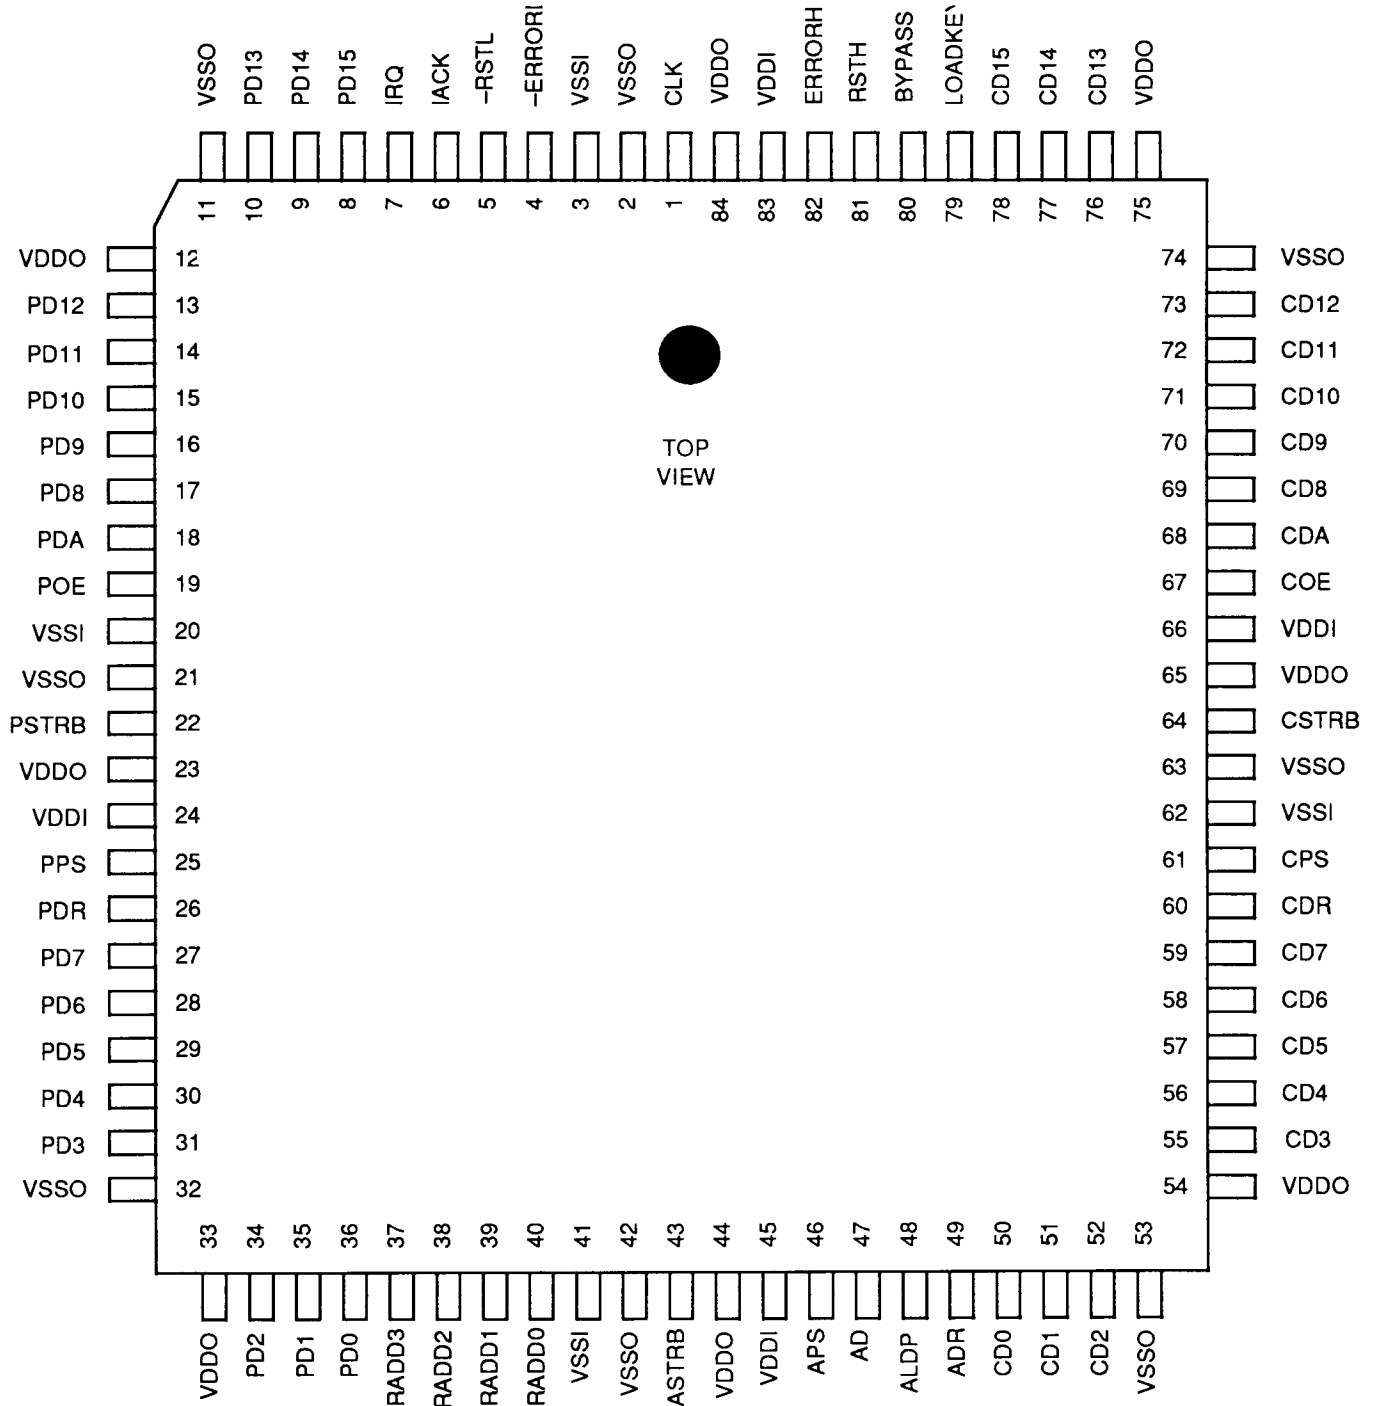 VSSO PD13 PD14 PD15 IRQ IACK –RSTL VSSI VSSO CLK VDDO VDDI ERRORH RSTH BYPASS CD15 CD14 CD13 VDDO
11 10 9 8 7 6 5 4 3 2 1 84 83 82 81 80 79 78 77 76 75
VDDO 12 74 VSSO
PD12 13 73 CD12
PD11 14 72 CD11
PD10 15 71 CD10
PD9 16 70 CD9
PD8 17 69 CD8
PDA 18 68 CDA
POE 19 67 COE
VSSI 20 66 VDDI
VSSO 21 65 VDDO
PSTRB 22 64 CSTRB
VDDO 23 63 VSSO
VDDI 24 62 VSSI
PPS 25 61 CPS
PDR 26 60 CDR
PD7 27 59 CD7
PD6 28 58 CD6
PD5 29 57 CD5
PD4 30 56 CD4
PD3 31 55 CD3
VSSO 32 54 VDDO
TOP
VIEW
33 34 35 36 37 38 39 40 41 42 43 44 45 46 47 48 49 50 51 52 53
VDDO PD2 PD1 PD0 RADD3 RADD2 RADD1 RADD0 VSSI VSSO ASTRB VDDO VDDI APS AD ALDP ADR CD0 CD1 CD2 VSSO